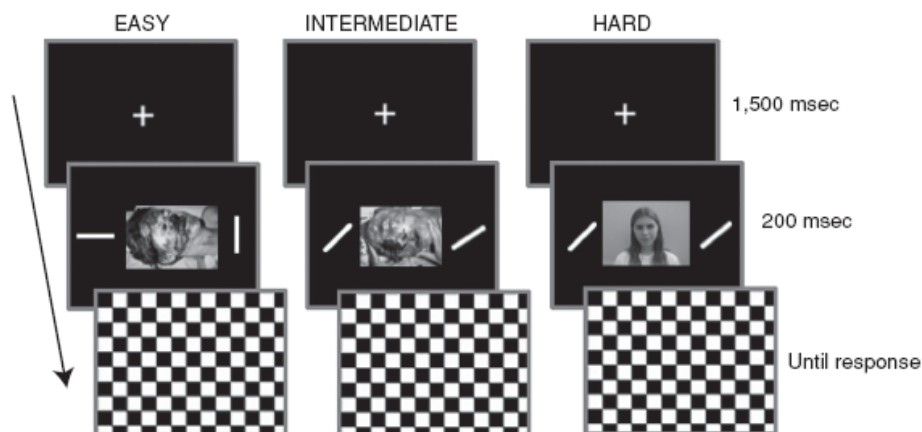 EASY INTERMEDIATE HARD
1,500 msec
200 msec
Until response